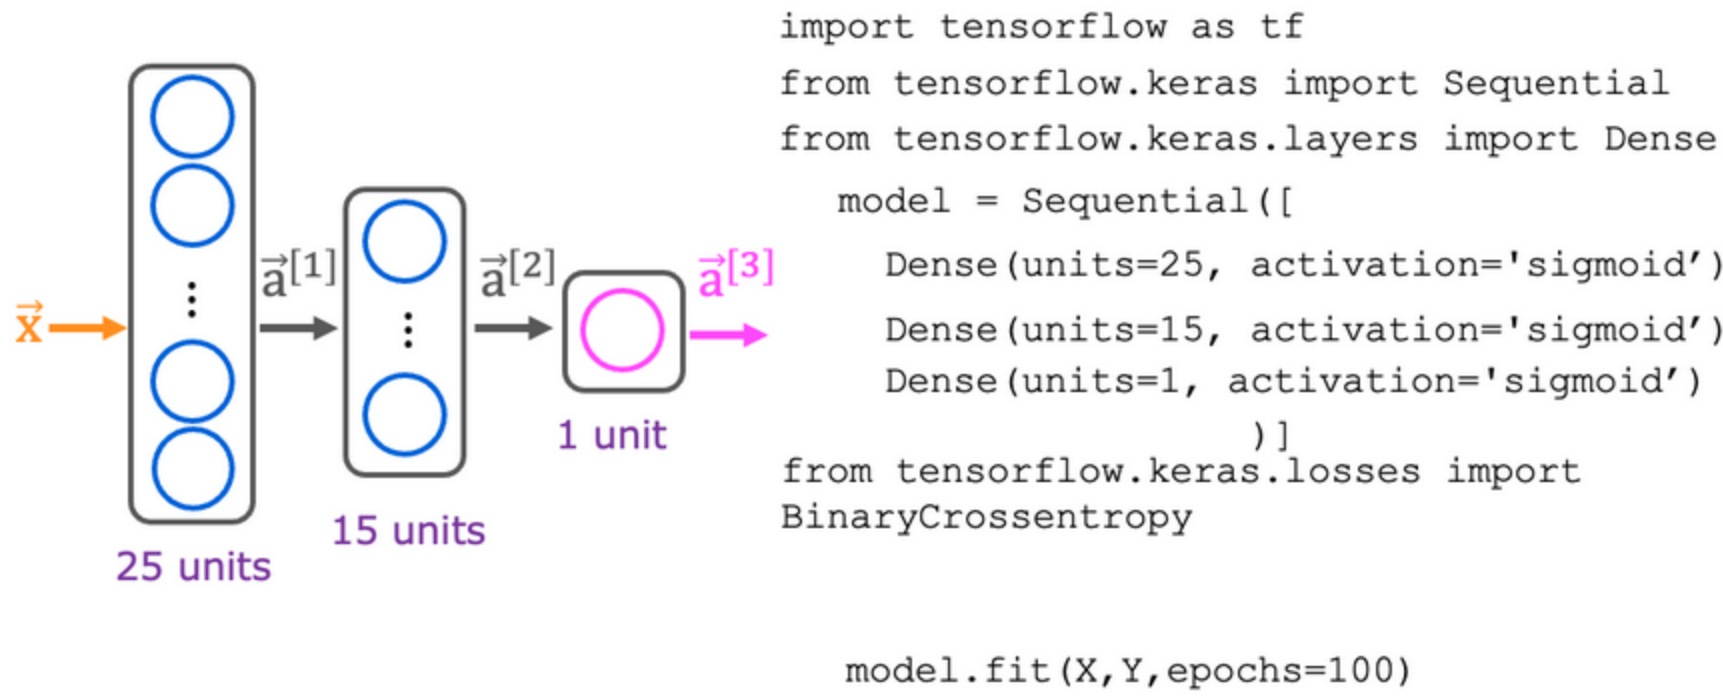 import tensorflow as tf
from tensorflow.keras import Sequential
from tensorflow.keras.layers import Dense
model = Sequential([
Dense(units=25, activation='sigmoid’)
Dense(units=15, activation='sigmoid’)
Dense(units=1, activation='sigmoid’)
)]
from tensorflow.keras.losses import
BinaryCrossentropy
model.fit(X,Y,epochs=100)
x⃗
a⃗[1]
a⃗[2]
a⃗[3]
25 units
15 units
1 unit